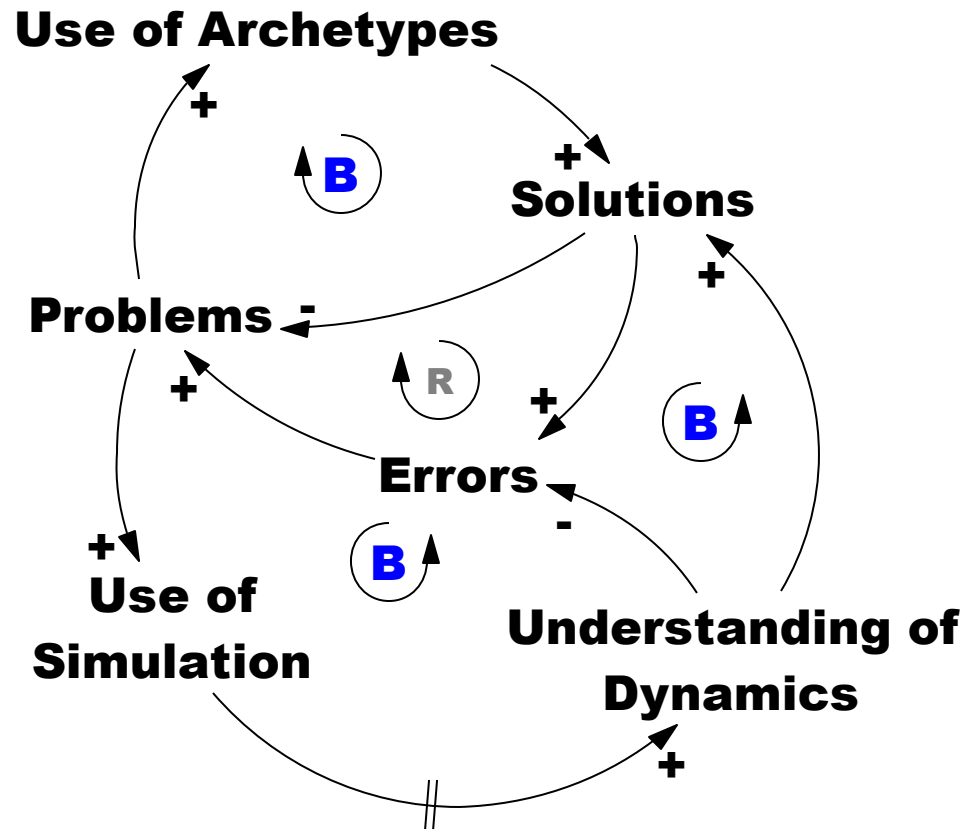 Use of Archetypes
+
B
+
Solutions
+
Problems
-
+
R
+
B
Errors
-
+
B
Use of
Simulation
Understanding of
Dynamics
+